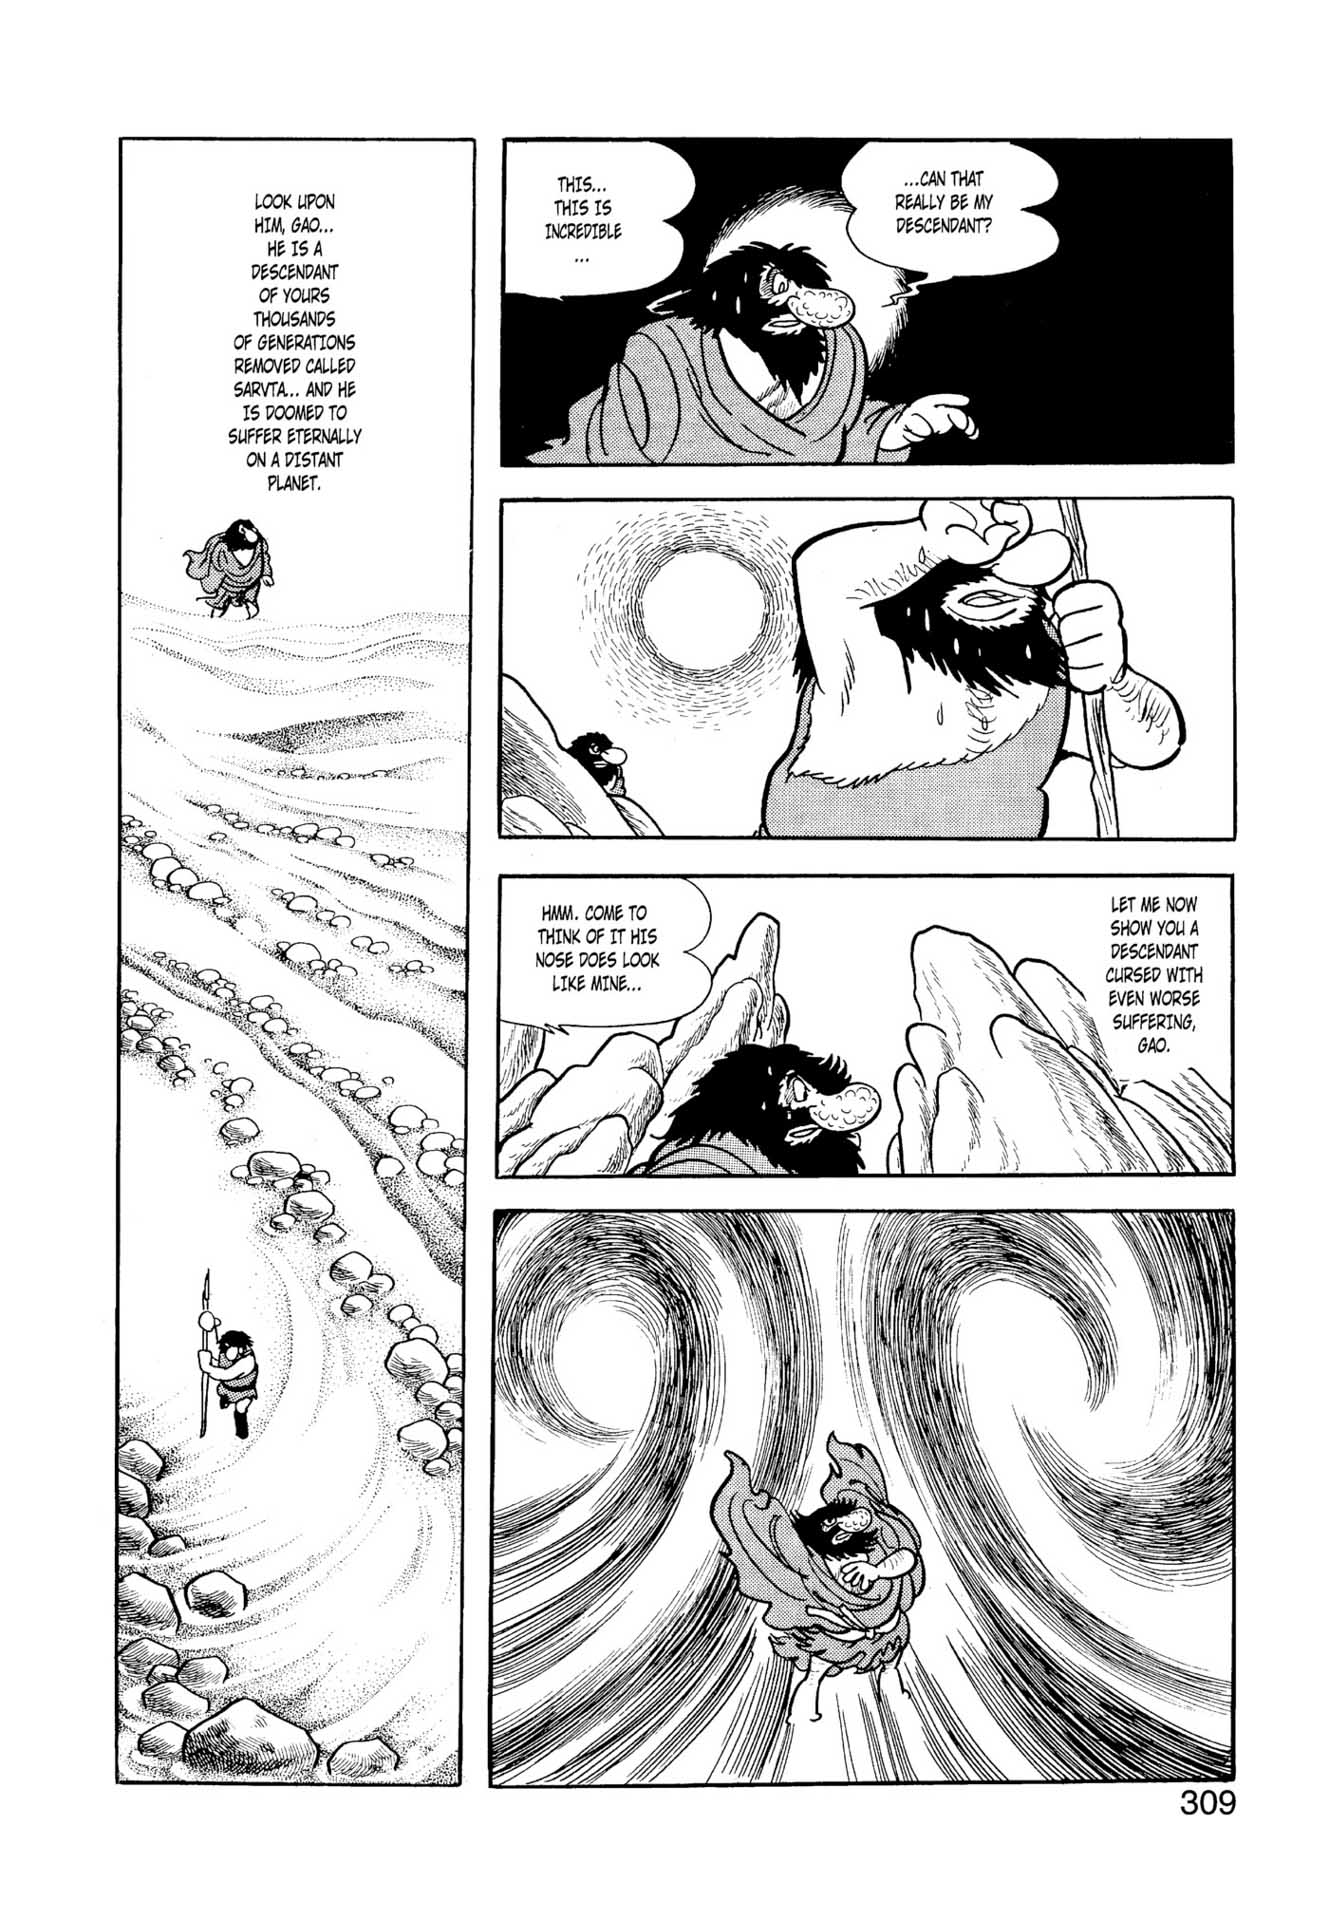 LOOK UPON
HIM, GAO...
HE IS A
DESCENDANT
OF YOURS
THOUSANDS
OF GENERATIONS
REMOVED CALLED
SARVTA... AND HE
IS DOOMED TO
SUFFER ETERNALLY
ON A DISTANT
PLANET.
THIS...
THIS IS
INCREDIBLE
...
...CAN THAT
REALLY BE MY
DESCENDANT?
HMM. COME TO
THINK OF IT HIS
NOSE DOES LOOK
LIKE MINE...
LET ME NOW
SHOW YOU A
DESCENDANT
CURSED WITH
EVEN WORSE
SUFFERING,
GAO.
309